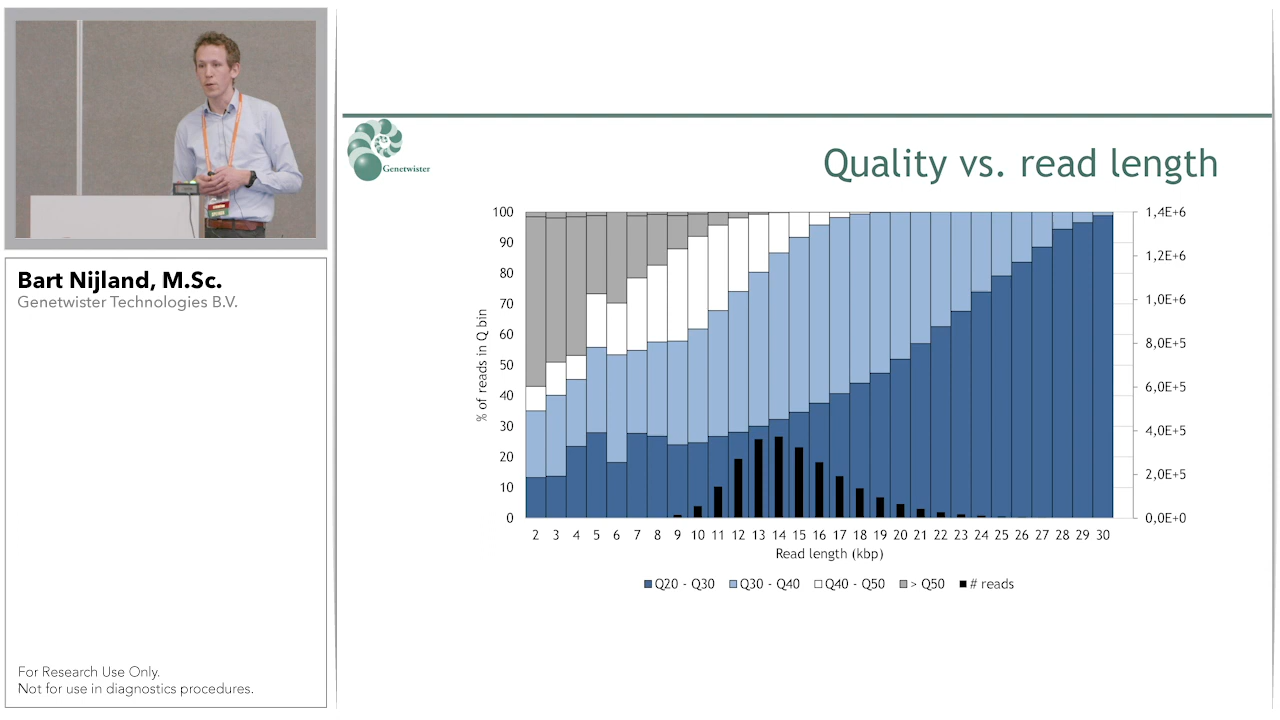 Bart Nijland, M.Sc.
Genetwister Technologies B.V.
For Research Use Only.
Not for use in diagnostics procedures.
Genetwister
Quality vs. read length
% of reads in Q bin
100
90
80
70
60
50
40
30
20
10
0
1,4E+6
1,2E+6
1,0E+6
8,0E+5
6,0E+5
4,0E+5
2,0E+5
0,0E+0
2 3 4 5 6 7 8 9 10 11 12 13 14 15 16 17 18 19 20 21 22 23 24 25 26 27 28 29 30
Read length (kbp)
Q20 - Q30 Q30 - Q40 Q40 - Q50 > Q50 # reads